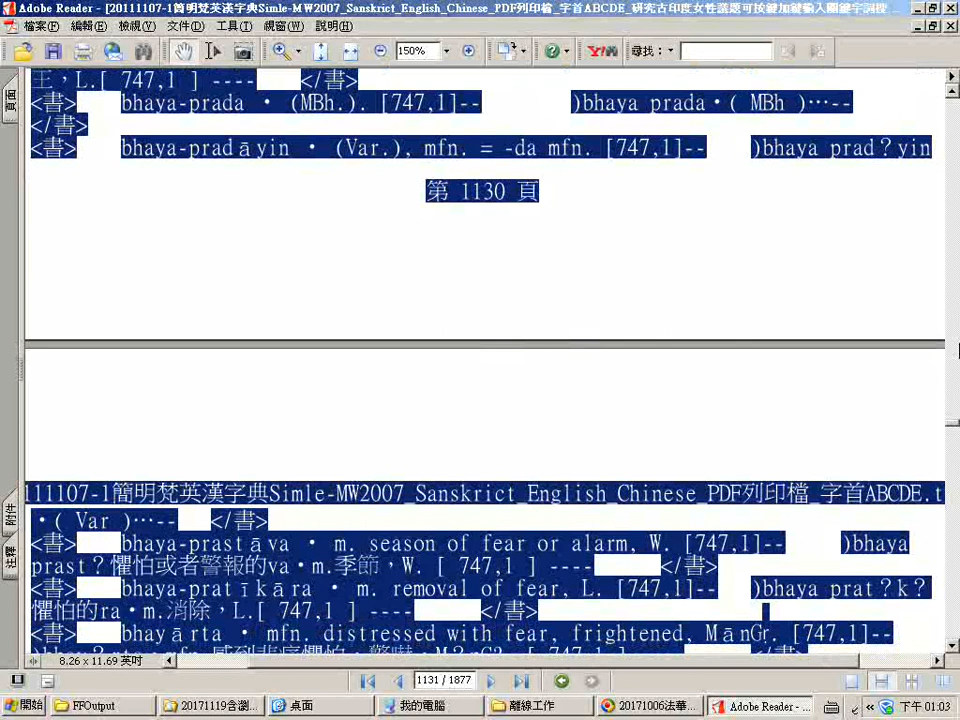 Adobe Reader - [20111107-1簡明梵英漢字典Simle-MW2007_Sanskrict_English_Chinese_PDF列印檔_字首ABCDE_研究古印度女性議題可按鍵加鍵輸入關鍵字詞搜
檔案(F) 編輯(E) 檢視(V) 文件(D) 工具(T) 視窗(W) 說明(H)
150% 尋找:
頁面
王，L.[ 747,1 ] ---- </書>
<書> bhaya-prada ‧ (MBh.). [747,1]-- )bhaya prada‧( MBh )…--
</書>
<書> bhaya-pradāyin ‧ (Var.), mfn. = -da mfn. [747,1]-- )bhaya prad？yin
第 1130 頁
111107-1簡明梵英漢字典Simle-MW2007_Sanskrict_English_Chinese_PDF列印檔_字首ABCDE.t
‧( Var )…-- </書>
<書> bhaya-prastāva ‧ m. season of fear or alarm, W. [747,1]-- )bhaya
prast？懼怕或者警報的va‧m.季節，W.[ 747,1 ] ---- </書>
<書> bhaya-pratīkāra ‧ m. removal of fear, L. [747,1]-- )bhaya prat？k？
懼怕的ra‧m.消除，L.[ 747,1 ] ---- </書>
<書> bhayārta ‧ mfn. distressed with fear, frightened, MānGr. [747,1]--
附件
注釋
8.26 x 11.69 英吋
1131 / 1877
開始 FFOutput 20171119含瀏... 桌面 我的電腦 離線工作 20171006法華... Adobe Reader - ... 下午 01:03